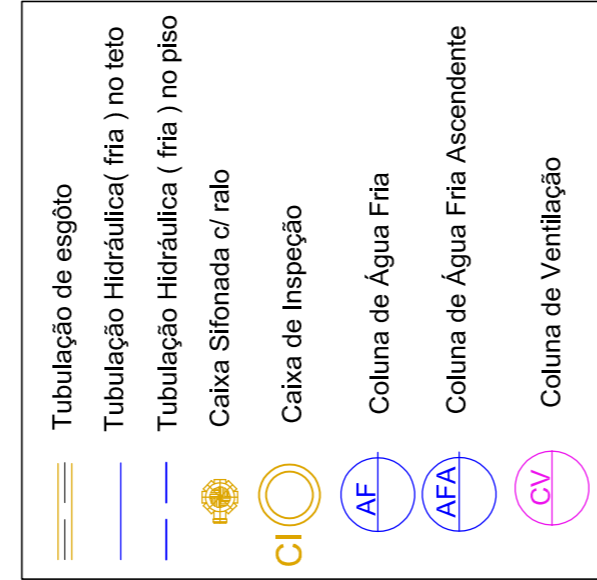 Tubulação de esgôto
Tubulação Hidráulica( fria ) no teto
Tubulação Hidráulica ( fria ) no piso
Caixa Sifonada c/ ralo
CI Caixa de Inspeção
AF Coluna de Água Fria
AFA Coluna de Água Fria Ascendente
CV Coluna de Ventilação